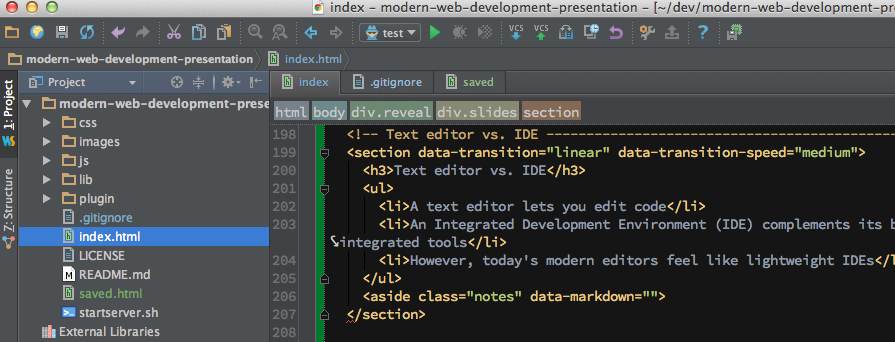 index – modern-web-development-presentation – [~/dev/modern-web-development-pre
test
VCS VCS
modern-web-development-presentation index.html
1: Project
Z: Structure
Project
modern-web-development-prese
css
images
js
lib
plugin
.gitignore
index.html
LICENSE
README.md
saved.html
startserver.sh
External Libraries
index .gitignore saved
html body div.reveal div.slides section
198 <!-- Text editor vs. IDE ----------------------------------------
199 <section data-transition="linear" data-transition-speed="medium">
200 <h3>Text editor vs. IDE</h3>
201 <ul>
202 <li>A text editor lets you edit code</li>
203 <li>An Integrated Development Environment (IDE) complements its b
integrated tools</li>
204 <li>However, today's modern editors feel like lightweight IDEs</l
205 </ul>
206 <aside class="notes" data-markdown="">
207 </section>
208